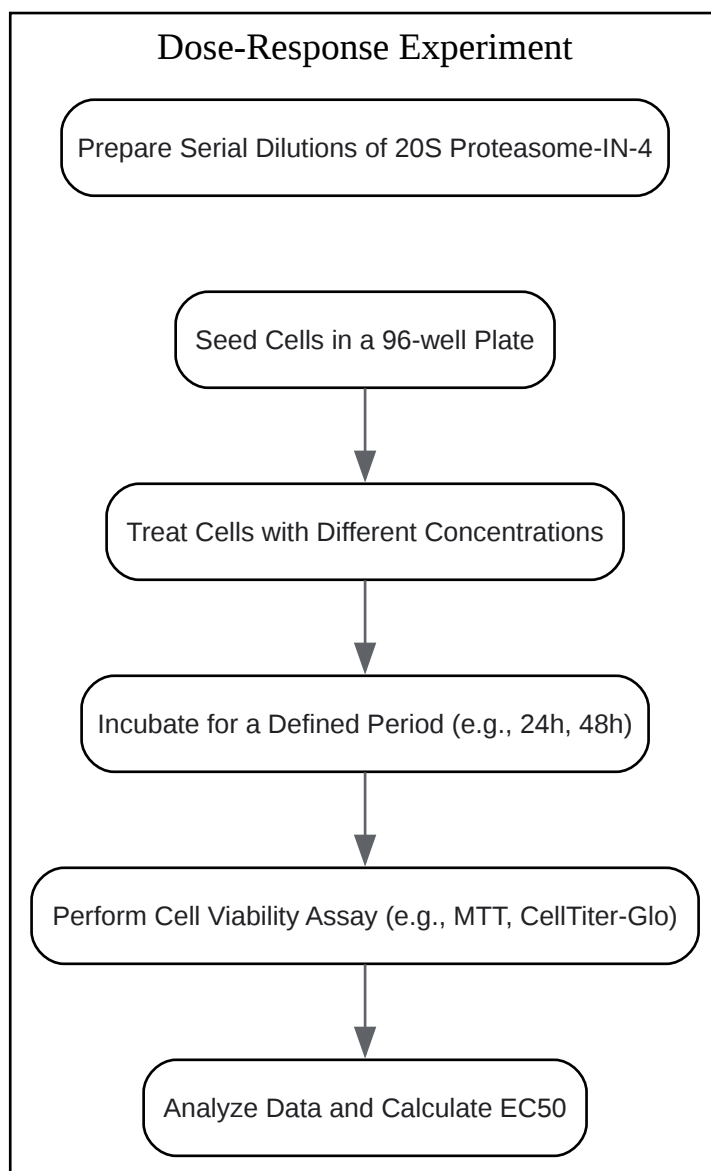 Dose-Response Experiment
Prepare Serial Dilutions of 20S Proteasome-IN-4
Seed Cells in a 96-well Plate
Treat Cells with Different Concentrations
Incubate for a Defined Period (e.g., 24h, 48h)
Perform Cell Viability Assay (e.g., MTT, CellTiter-Glo)
Analyze Data and Calculate EC50